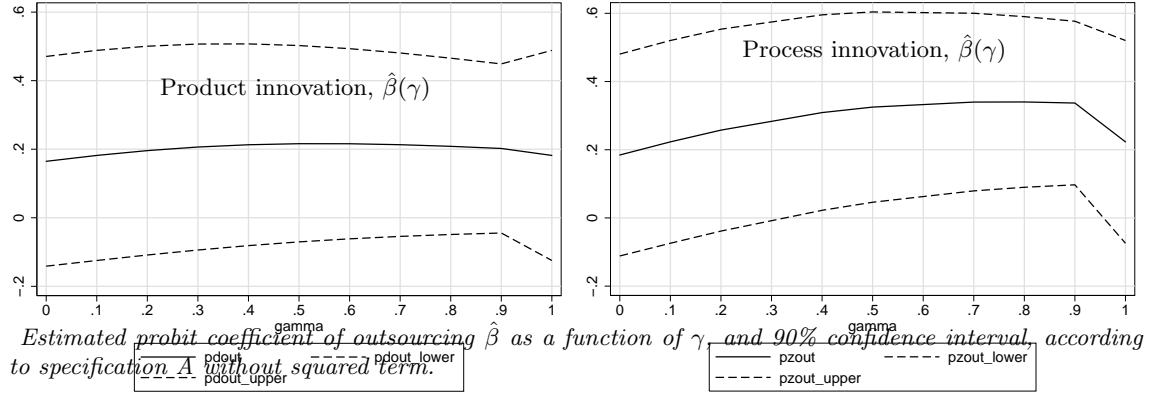 .6
.4
.2
0
-.2
Product innovation, β̂(γ)
0 .1 .2 .3 .4 .5 .6 .7 .8 .9 1
gamma
pdout pdout_lower
pdout_upper
.6
.4
.2
0
-.2
Process innovation, β̂(γ)
0 .1 .2 .3 .4 .5 .6 .7 .8 .9 1
gamma
pzout pzout_lower
pzout_upper
Estimated probit coefficient of outsourcing β̂ as a function of γ, and 90% confidence interval, according
to specification A without squared term.